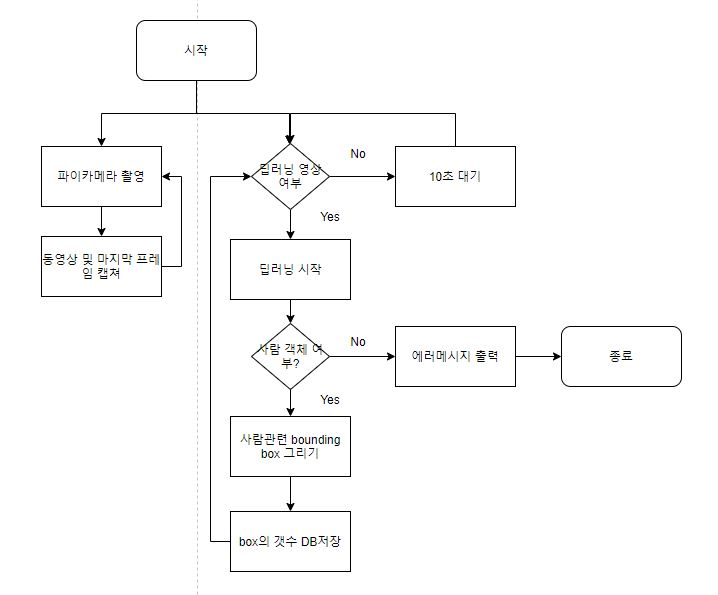 시작
파이카메라 촬영
동영상 및 마지막 프레
임 캡쳐
딥러닝 영상
여부
No
10초 대기
Yes
딥러닝 시작
사람 객체 여
부?
No
에러메시지 출력
종료
Yes
사람관련 bounding
box 그리기
box의 갯수 DB저장